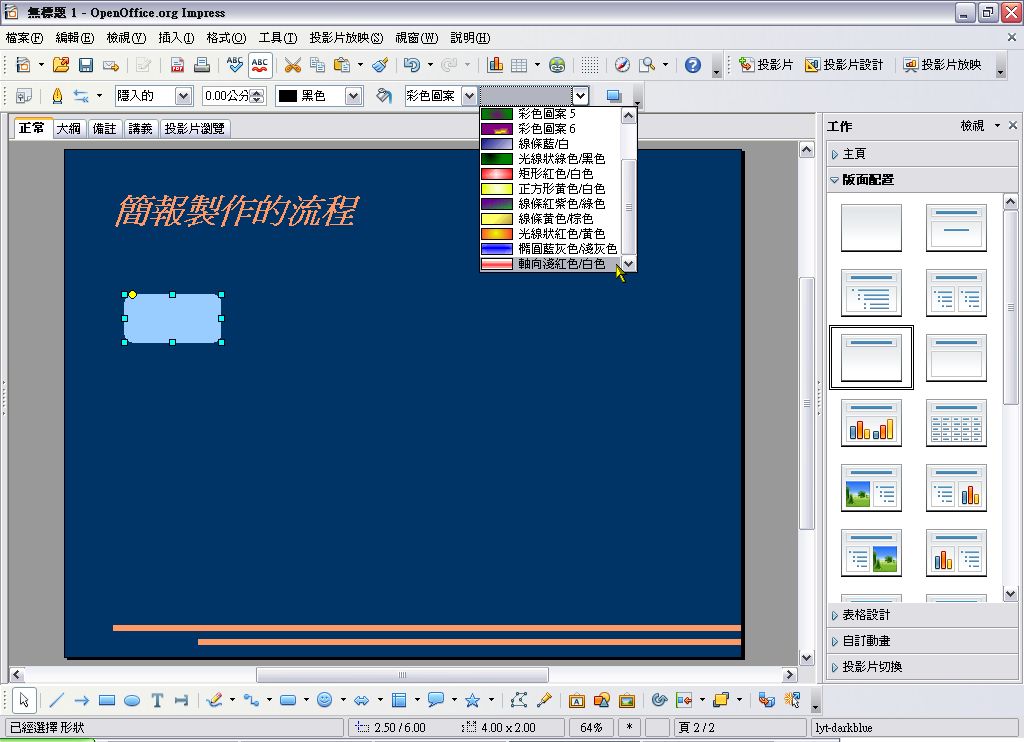 無標題 1 - OpenOffice.org Impress
檔案(F) 編輯(E) 檢視(V) 插入(I) 格式(O) 工具(T) 投影片放映(S) 視窗(W) 說明(H)
ABC ABC PDF 投影片 投影片設計 投影片放映
隱入的 0.00公分 黑色 彩色圖案
正常 大綱 備註 講義 投影片瀏覽
彩色圖案 5
彩色圖案 6
線條藍/白
光線狀綠色/黑色
矩形紅色/白色
正方形黃色/白色
線條紅紫色/綠色
線條黃色/棕色
光線狀紅色/黃色
橢圓藍灰色/淺灰色
軸向淺紅色/白色
簡報製作的流程
工作 檢視
主頁
版面配置
表格設計
自訂動畫
投影片切換
已經選擇 形狀 2.50 / 6.00 4.00 x 2.00 64% * 頁 2 / 2 lyt-darkblue